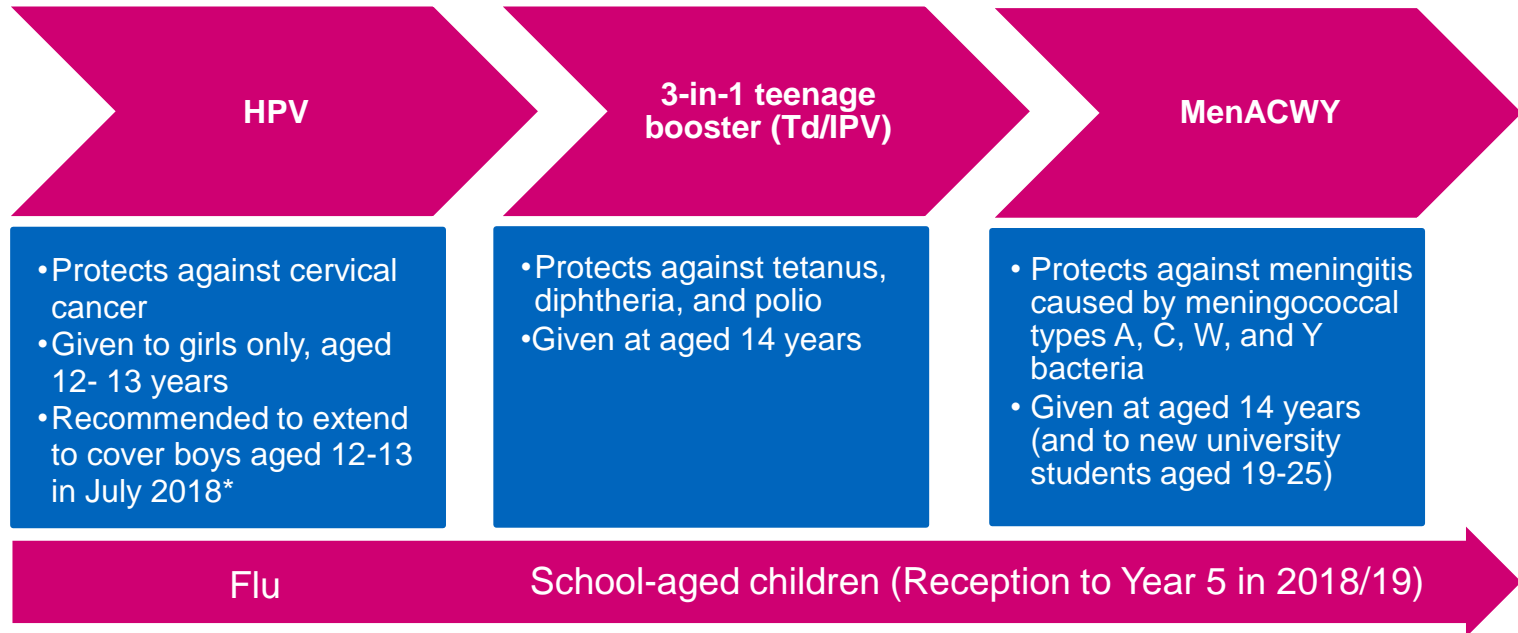 HPV
3-in-1 teenage
booster (Td/IPV)
MenACWY
•Protects against cervical
cancer
•Given to girls only, aged
12- 13 years
•Recommended to extend
to cover boys aged 12-13
in July 2018*
•Protects against tetanus,
diphtheria, and polio
•Given at aged 14 years
• Protects against meningitis
caused by meningococcal
types A, C, W, and Y
bacteria
• Given at aged 14 years
(and to new university
students aged 19-25)
Flu
School-aged children (Reception to Year 5 in 2018/19)